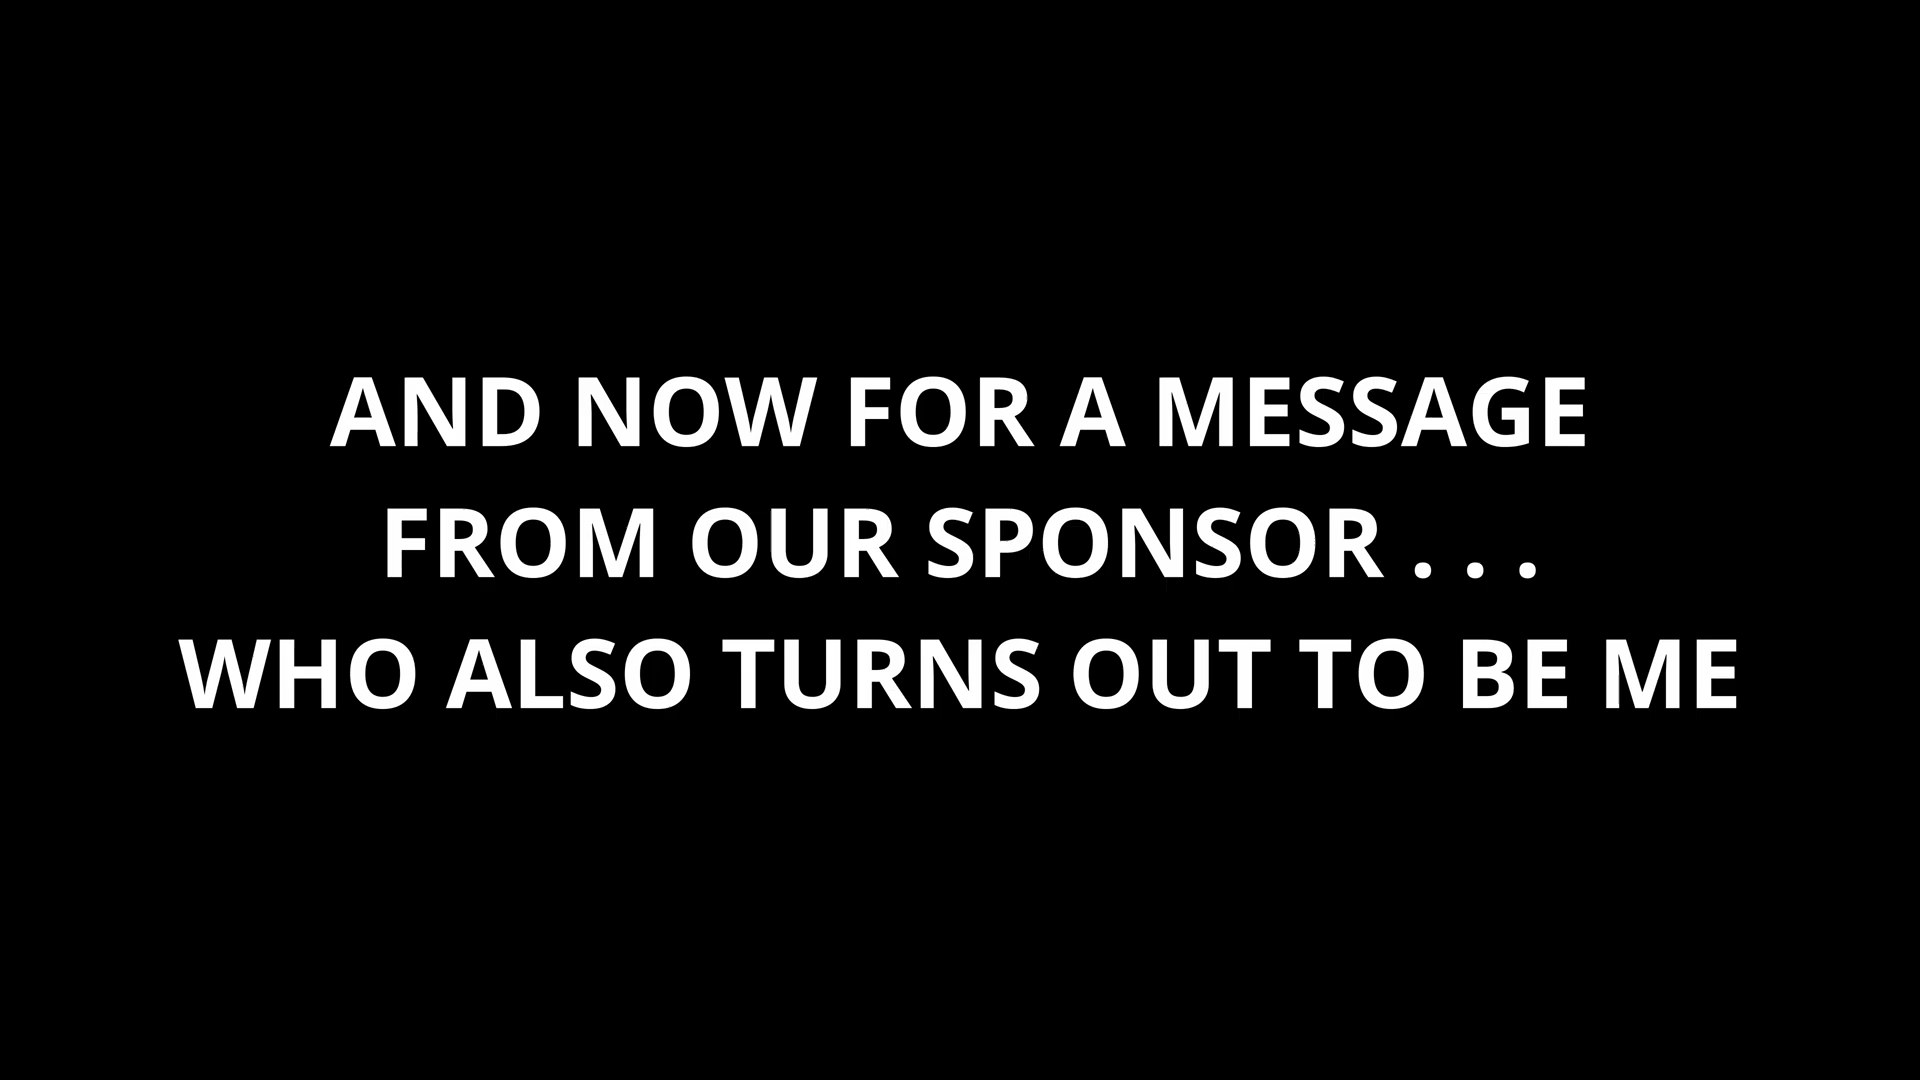 AND NOW FOR A MESSAGE
FROM OUR SPONSOR . . .
WHO ALSO TURNS OUT TO BE ME